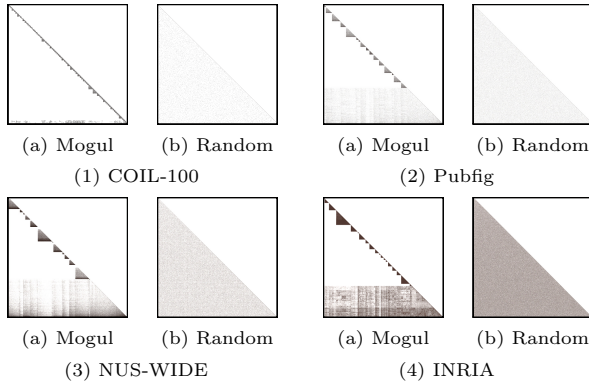 (a) Mogul (b) Random (a) Mogul (b) Random
(1) COIL-100 (2) Pubfig
(a) Mogul (b) Random (a) Mogul (b) Random
(3) NUS-WIDE (4) INRIA